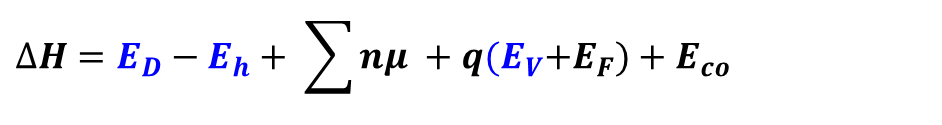 ΔH = E_D − E_h + ∑ nμ + q(E_V+E_F) + E_co